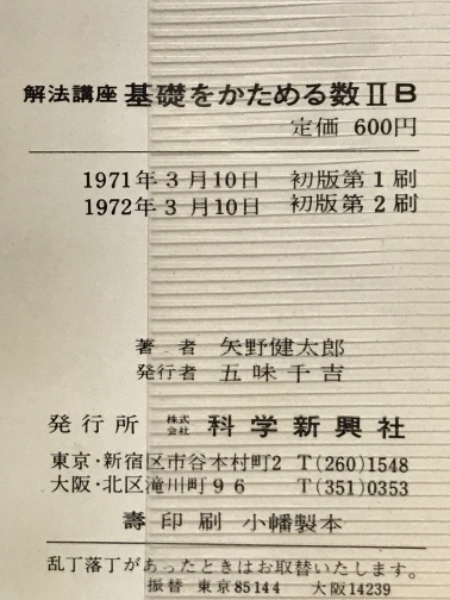 解法講座 基礎をかためる数ⅡB
定価 600円
1971年3月10日 初版第1刷
1972年3月10日 初版第2刷
著者 矢野健太郎
発行者 五味千吉
発行所 株式会社 科学新興社
東京・新宿区市谷本村町2 T(260)1548
大阪・北区滝川町96 T(351)0353
壽印刷 小幡製本
乱丁落丁があったときはお取替いたします。
振替 東京85144 大阪14239